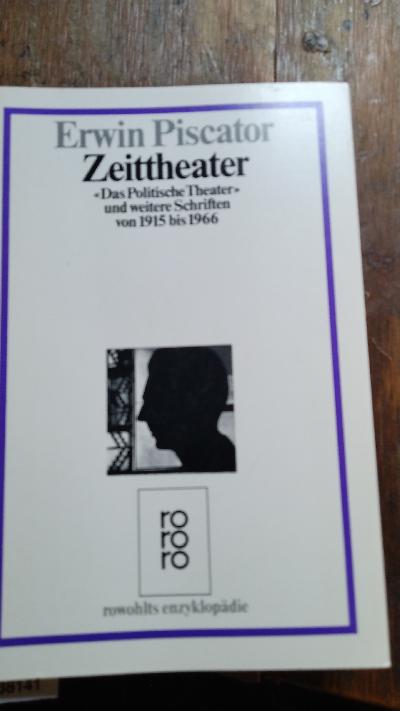 Erwin Piscator
Zeittheater
«Das Politische Theater»
und weitere Schriften
von 1915 bis 1966
ro
ro
ro
rowohlts enzyklopädie